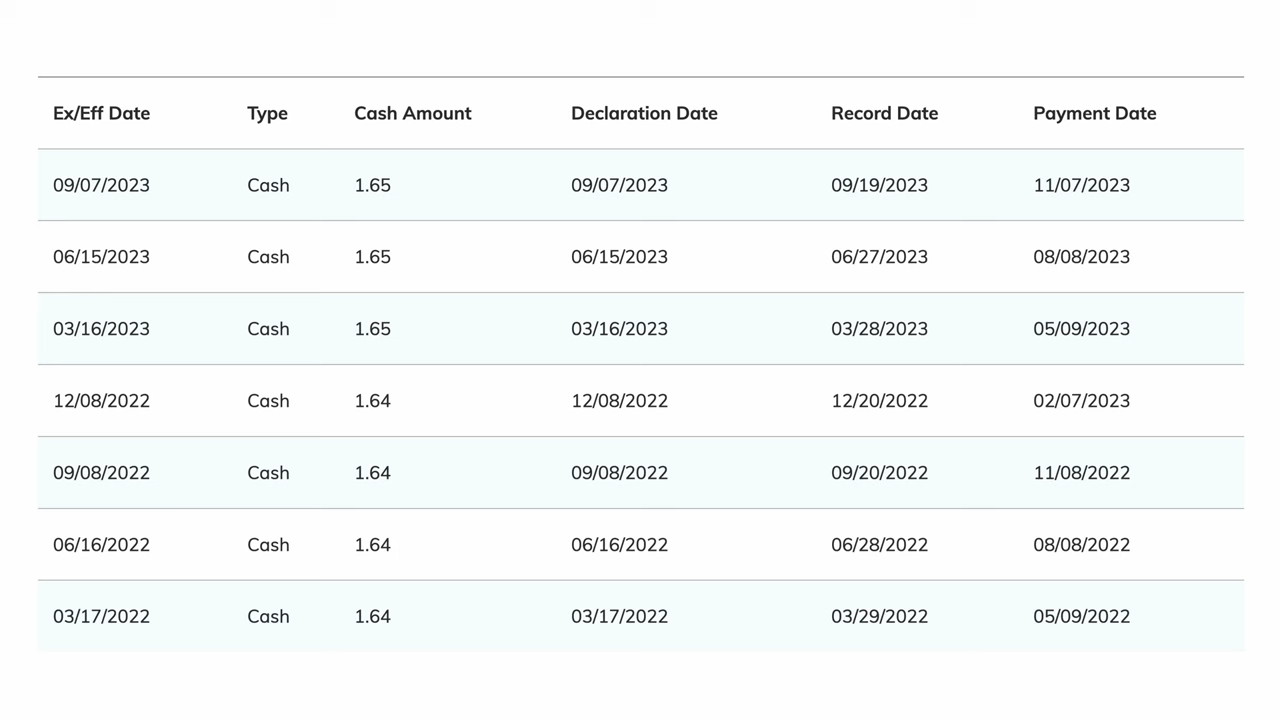 Ex/Eff Date Type Cash Amount Declaration Date Record Date Payment Date
09/07/2023 Cash 1.65 09/07/2023 09/19/2023 11/07/2023
06/15/2023 Cash 1.65 06/15/2023 06/27/2023 08/08/2023
03/16/2023 Cash 1.65 03/16/2023 03/28/2023 05/09/2023
12/08/2022 Cash 1.64 12/08/2022 12/20/2022 02/07/2023
09/08/2022 Cash 1.64 09/08/2022 09/20/2022 11/08/2022
06/16/2022 Cash 1.64 06/16/2022 06/28/2022 08/08/2022
03/17/2022 Cash 1.64 03/17/2022 03/29/2022 05/09/2022